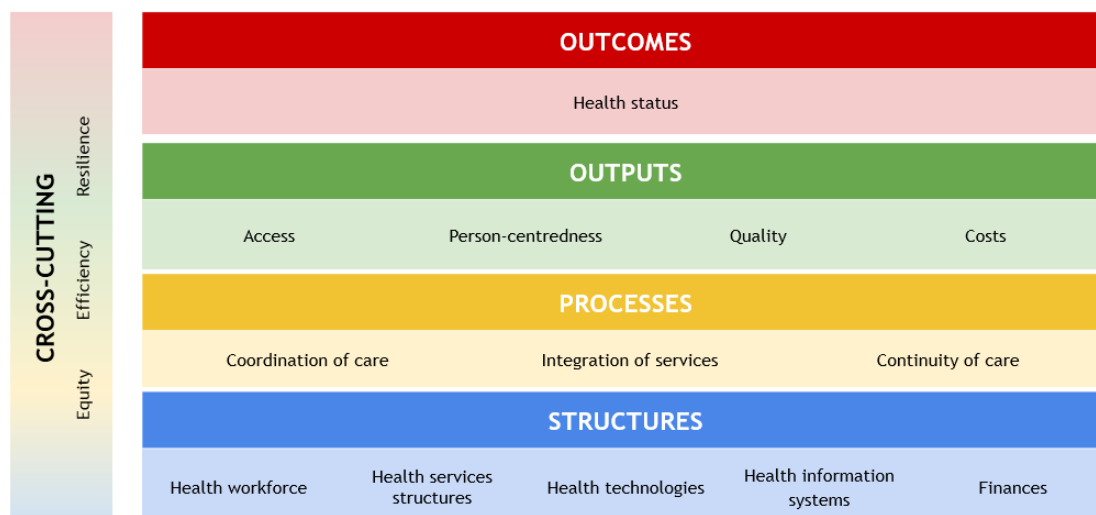 CROSS-CUTTING
Resilience
Efficiency
Equity
OUTCOMES
Health status
OUTPUTS
Access
Person-centredness
Quality
Costs
PROCESSES
Coordination of care
Integration of services
Continuity of care
STRUCTURES
Health workforce
Health services
structures
Health technologies
Health information
systems
Finances